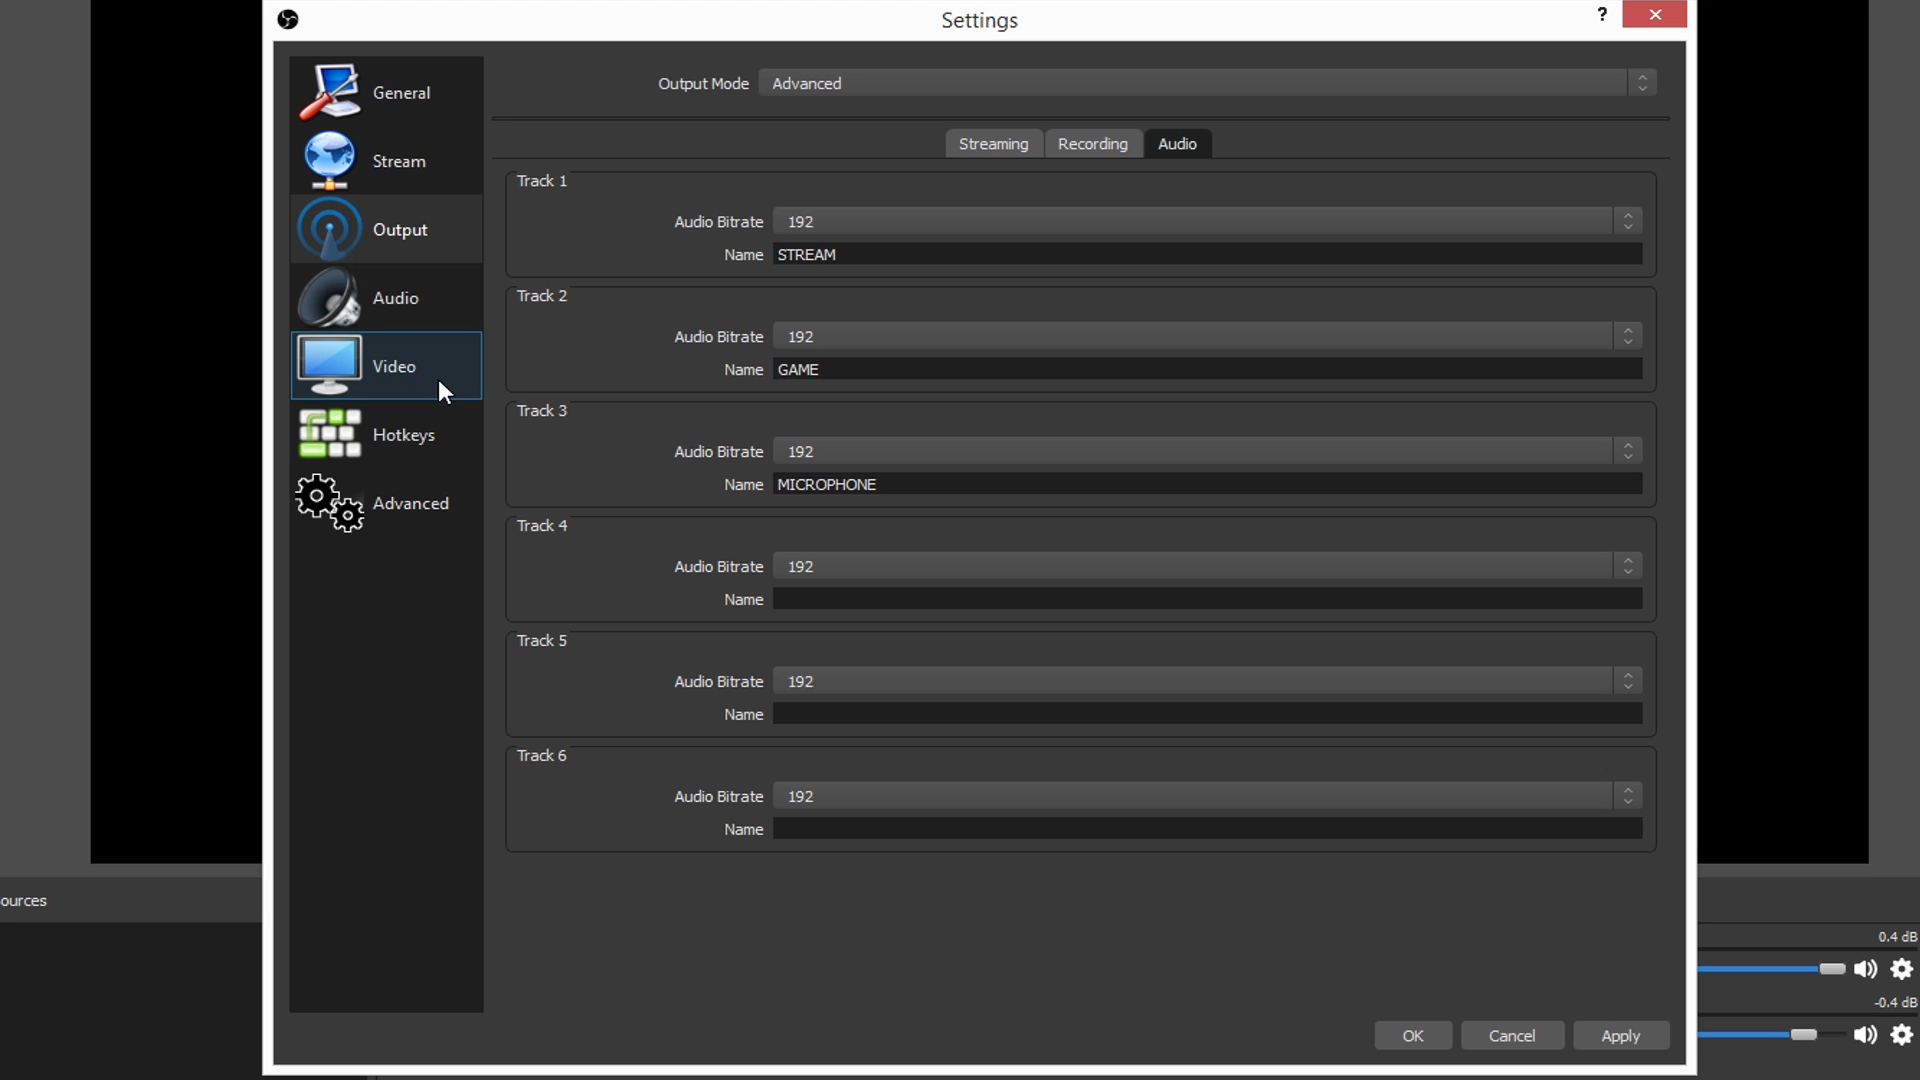 Settings
?
General
Stream
Output
Audio
Video
Hotkeys
Advanced
Output Mode Advanced
Streaming Recording Audio
Track 1
Audio Bitrate 192
Name STREAM
Track 2
Audio Bitrate 192
Name GAME
Track 3
Audio Bitrate 192
Name MICROPHONE
Track 4
Audio Bitrate 192
Name
Track 5
Audio Bitrate 192
Name
Track 6
Audio Bitrate 192
Name
ources
0.4 dB
-0.4 dB
OK Cancel Apply